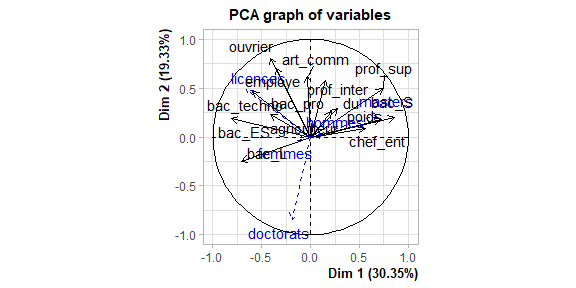 PCA graph of variables
Dim 2 (19.33%)
1.0
0.5
0.0
-0.5
-1.0
ouvrier
art_comm
prof_sup
licences
employe
prof_inter
bac_techno
bac_pro
dut
masters
bac_S
poids
hommes
agriculteur
bac_ES
chef_ent
bac_L
femmes
doctorats
-1.0
-0.5
0.0
0.5
1.0
Dim 1 (30.35%)